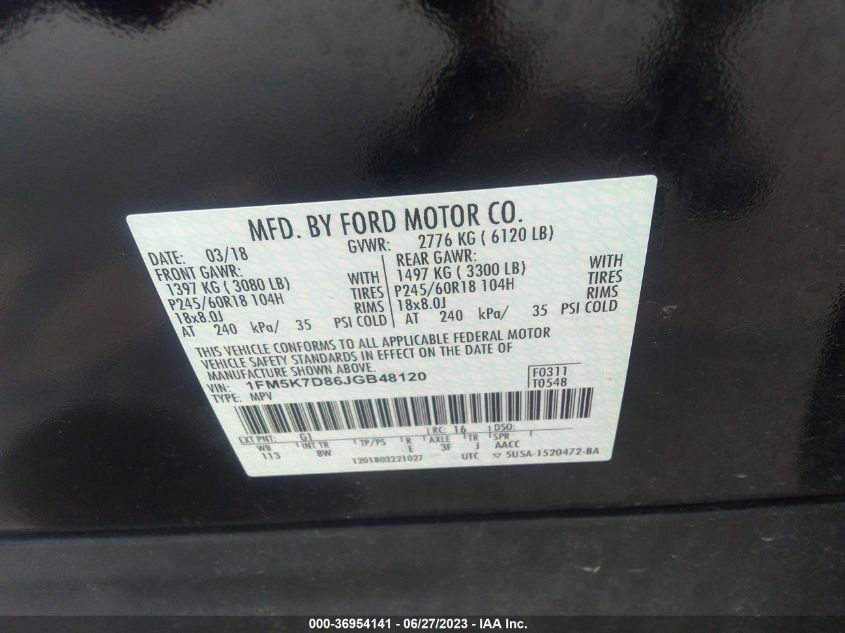 MFD. BY FORD MOTOR CO.
DATE: 03/18 GVWR: 2776 KG ( 6120 LB)
FRONT GAWR: REAR GAWR:
1397 KG ( 3080 LB) WITH 1497 KG ( 3300 LB) WITH
P245/60R18 104H TIRES P245/60R18 104H TIRES
18x8.0J RIMS 18x8.0J RIMS
AT 240 kPa/ 35 PSI COLD AT 240 kPa/ 35 PSI COLD
THIS VEHICLE CONFORMS TO ALL APPLICABLE FEDERAL MOTOR
VEHICLE SAFETY STANDARDS IN EFFECT ON THE DATE OF
MANUFACTURE SHOWN ABOVE.
VIN: 1FM5K7D86JGB48120 F0311
TYPE: MPV T0548
EXT PNT: G1 RC: 16 DSO:
WB INT TR TP/PS R AXLE TR SPR
113 8W E 3F J AACC
1201803221027 UTC ▽ 5U5A-1520472-BA
000-36954141 - 06/27/2023 - IAA Inc.